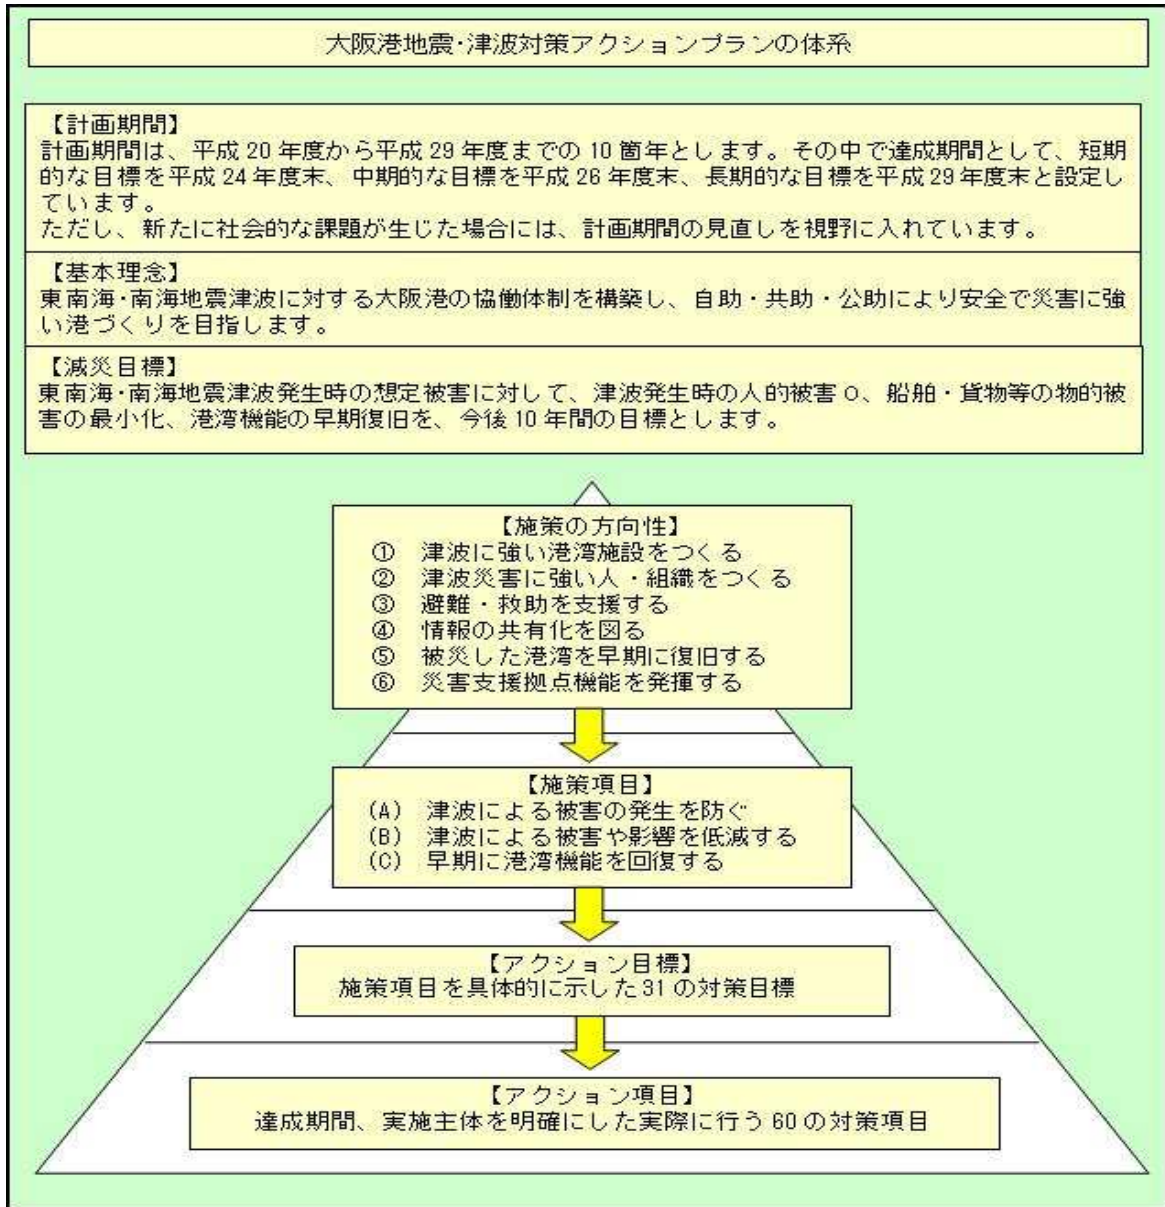 大阪港地震・津波対策アクションプランの体系
【計画期間】
計画期間は、平成20年度から平成29年度までの10箇年とします。その中で達成期間として、短期
的な目標を平成24年度末、中期的な目標を平成26年度末、長期的な目標を平成29年度末と設定し
ています。
ただし、新たに社会的な課題が生じた場合には、計画期間の見直しを視野に入れています。
【基本理念】
東南海・南海地震津波に対する大阪港の協働体制を構築し、自助・共助・公助により安全で災害に強
い港づくりを目指します。
【減災目標】
東南海・南海地震津波発生時の想定被害に対して、津波発生時の人的被害0、船舶・貨物等の物的被
害の最小化、港湾機能の早期復旧を、今後10年間の目標とします。
【施策の方向性】
① 津波に強い港湾施設をつくる
② 津波災害に強い人・組織をつくる
③ 避難・救助を支援する
④ 情報の共有化を図る
⑤ 被災した港湾を早期に復旧する
⑥ 災害支援拠点機能を発揮する
【施策項目】
(A) 津波による被害の発生を防ぐ
(B) 津波による被害や影響を低減する
(C) 早期に港湾機能を回復する
【アクション目標】
施策項目を具体的に示した31の対策目標
【アクション項目】
達成期間、実施主体を明確にした実際に行う60の対策項目